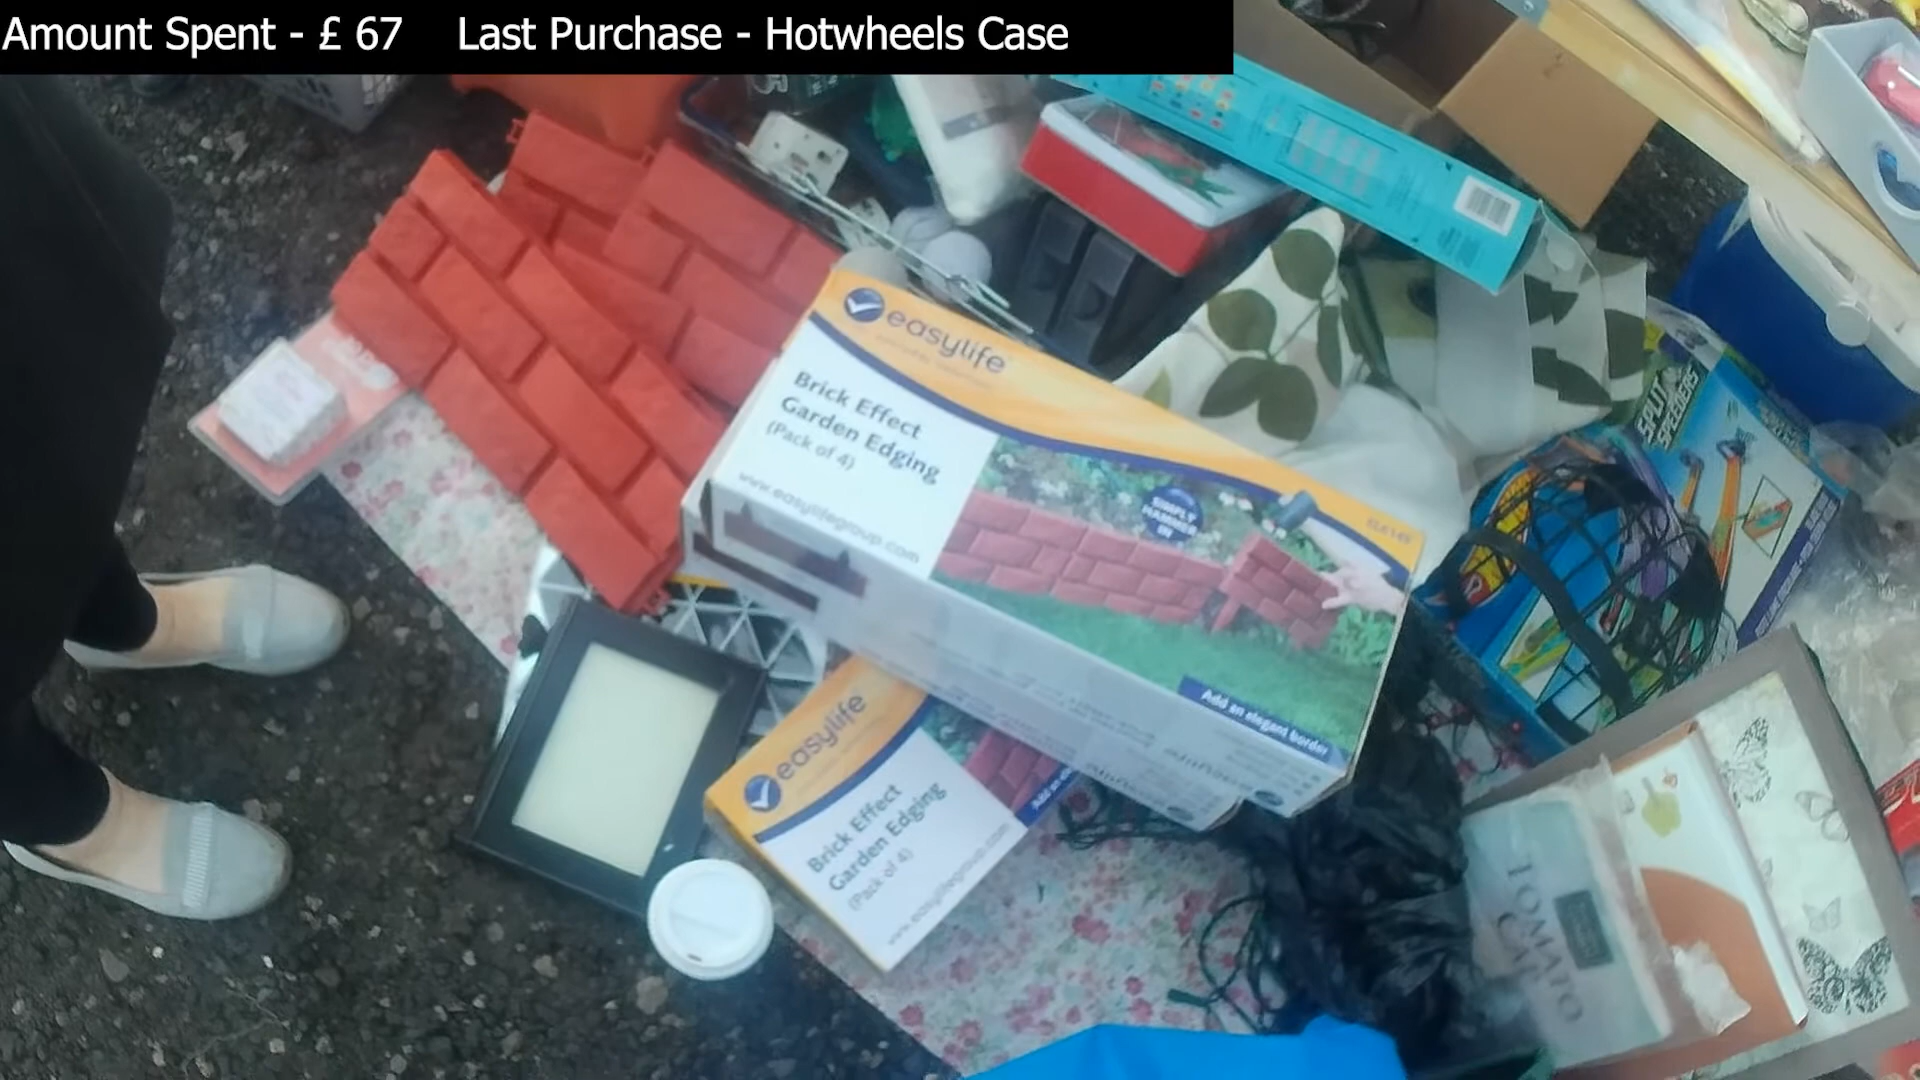 Amount Spent - £ 67 Last Purchase - Hotwheels Case
easylife
Brick Effect
Garden Edging
(Pack of 4)
www.easylifegroup.com
SIMPLY
HAMMER
IN
Add an elegant border
SPLIT
SPEEDERS
easylife
Brick Effect
Garden Edging
(Pack of 4)
www.easylifegroup.com
Add an
TOMATO